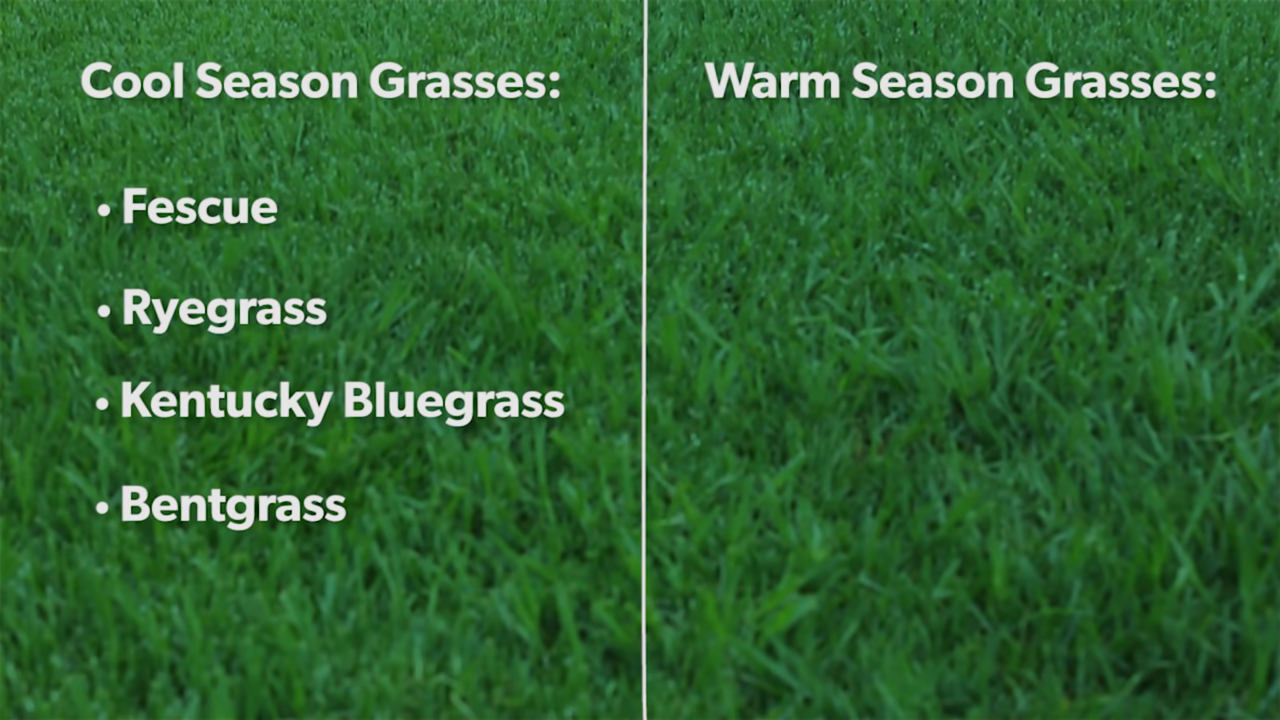 Cool Season Grasses:
• Fescue
• Ryegrass
• Kentucky Bluegrass
• Bentgrass
Warm Season Grasses: